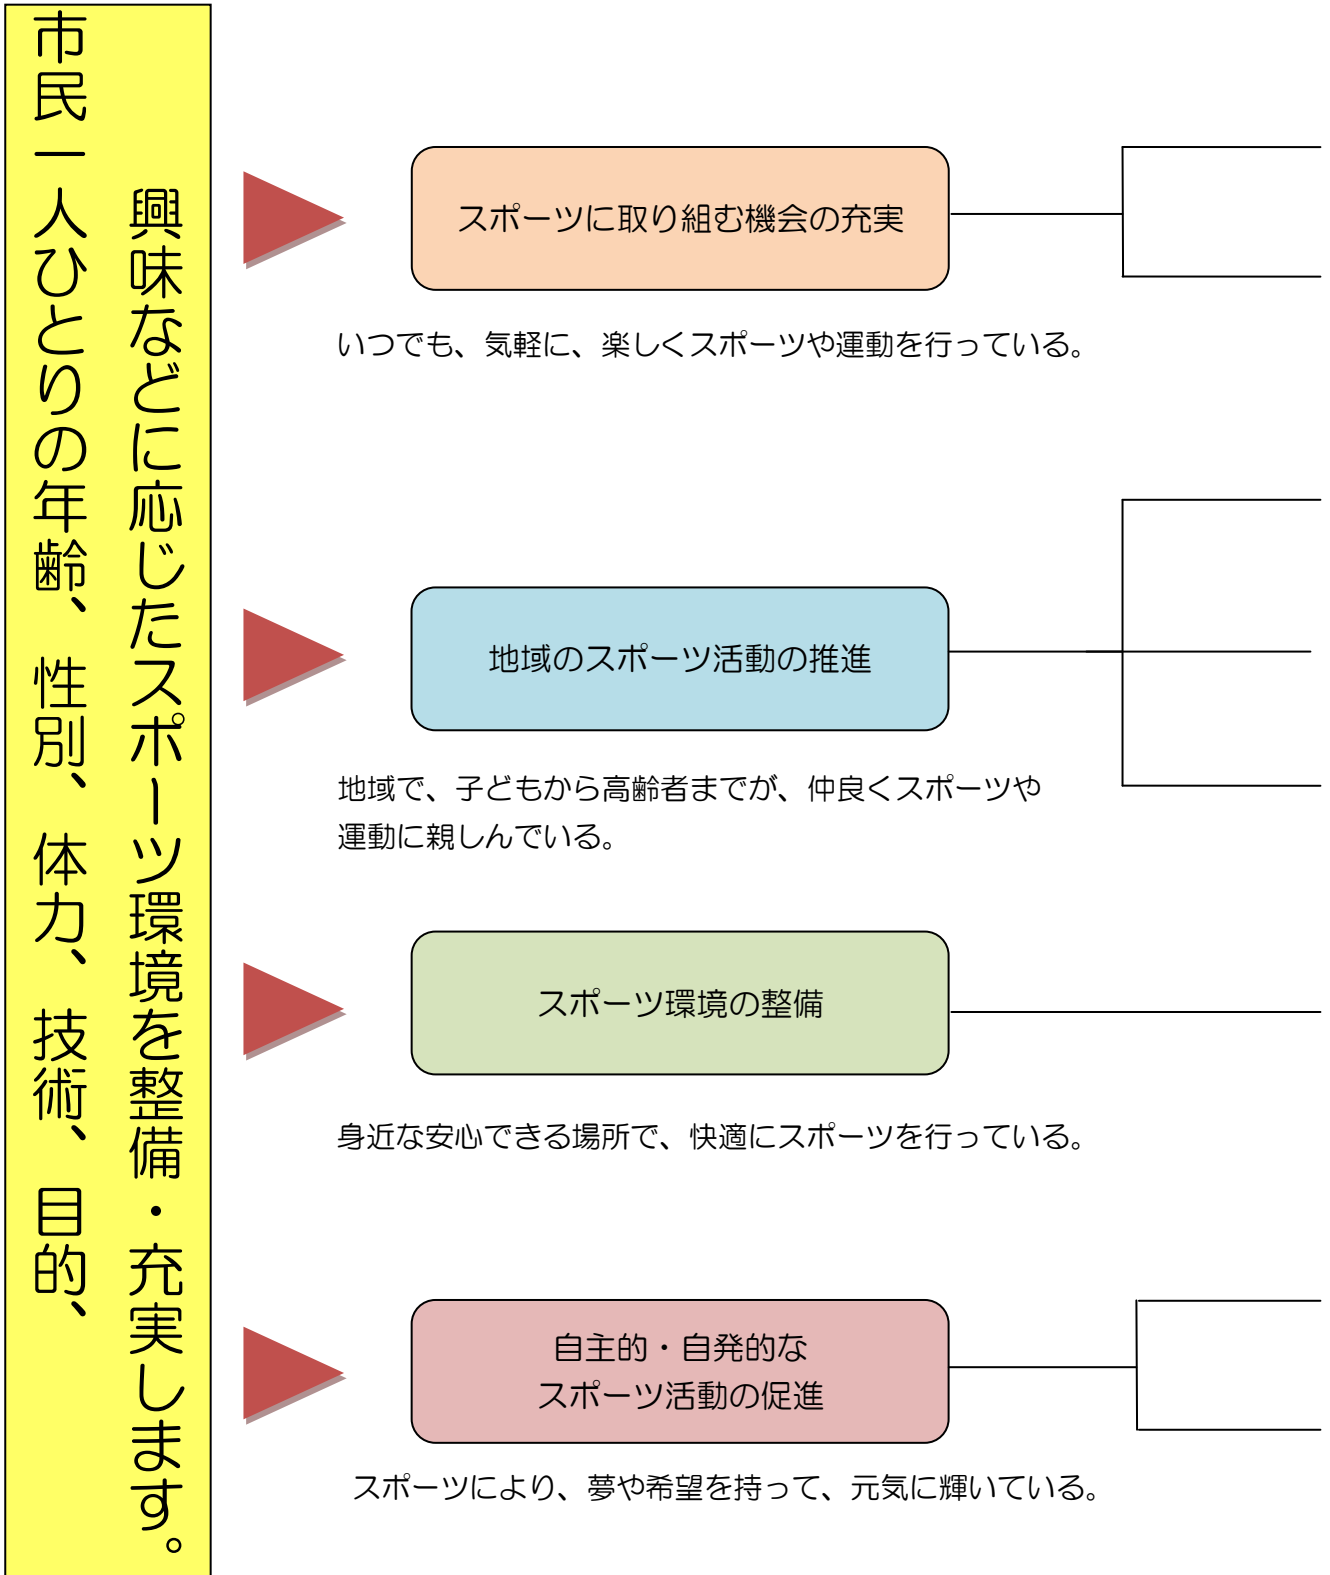 市民一人ひとりの年齢、性別、体力、技術、目的、
興味などに応じたスポーツ環境を整備・充実します。
スポーツに取り組む機会の充実
いつでも、気軽に、楽しくスポーツや運動を行っている。
地域のスポーツ活動の推進
地域で、子どもから高齢者までが、仲良くスポーツや
運動に親しんでいる。
スポーツ環境の整備
身近な安心できる場所で、快適にスポーツを行っている。
自主的・自発的な
スポーツ活動の促進
スポーツにより、夢や希望を持って、元気に輝いている。